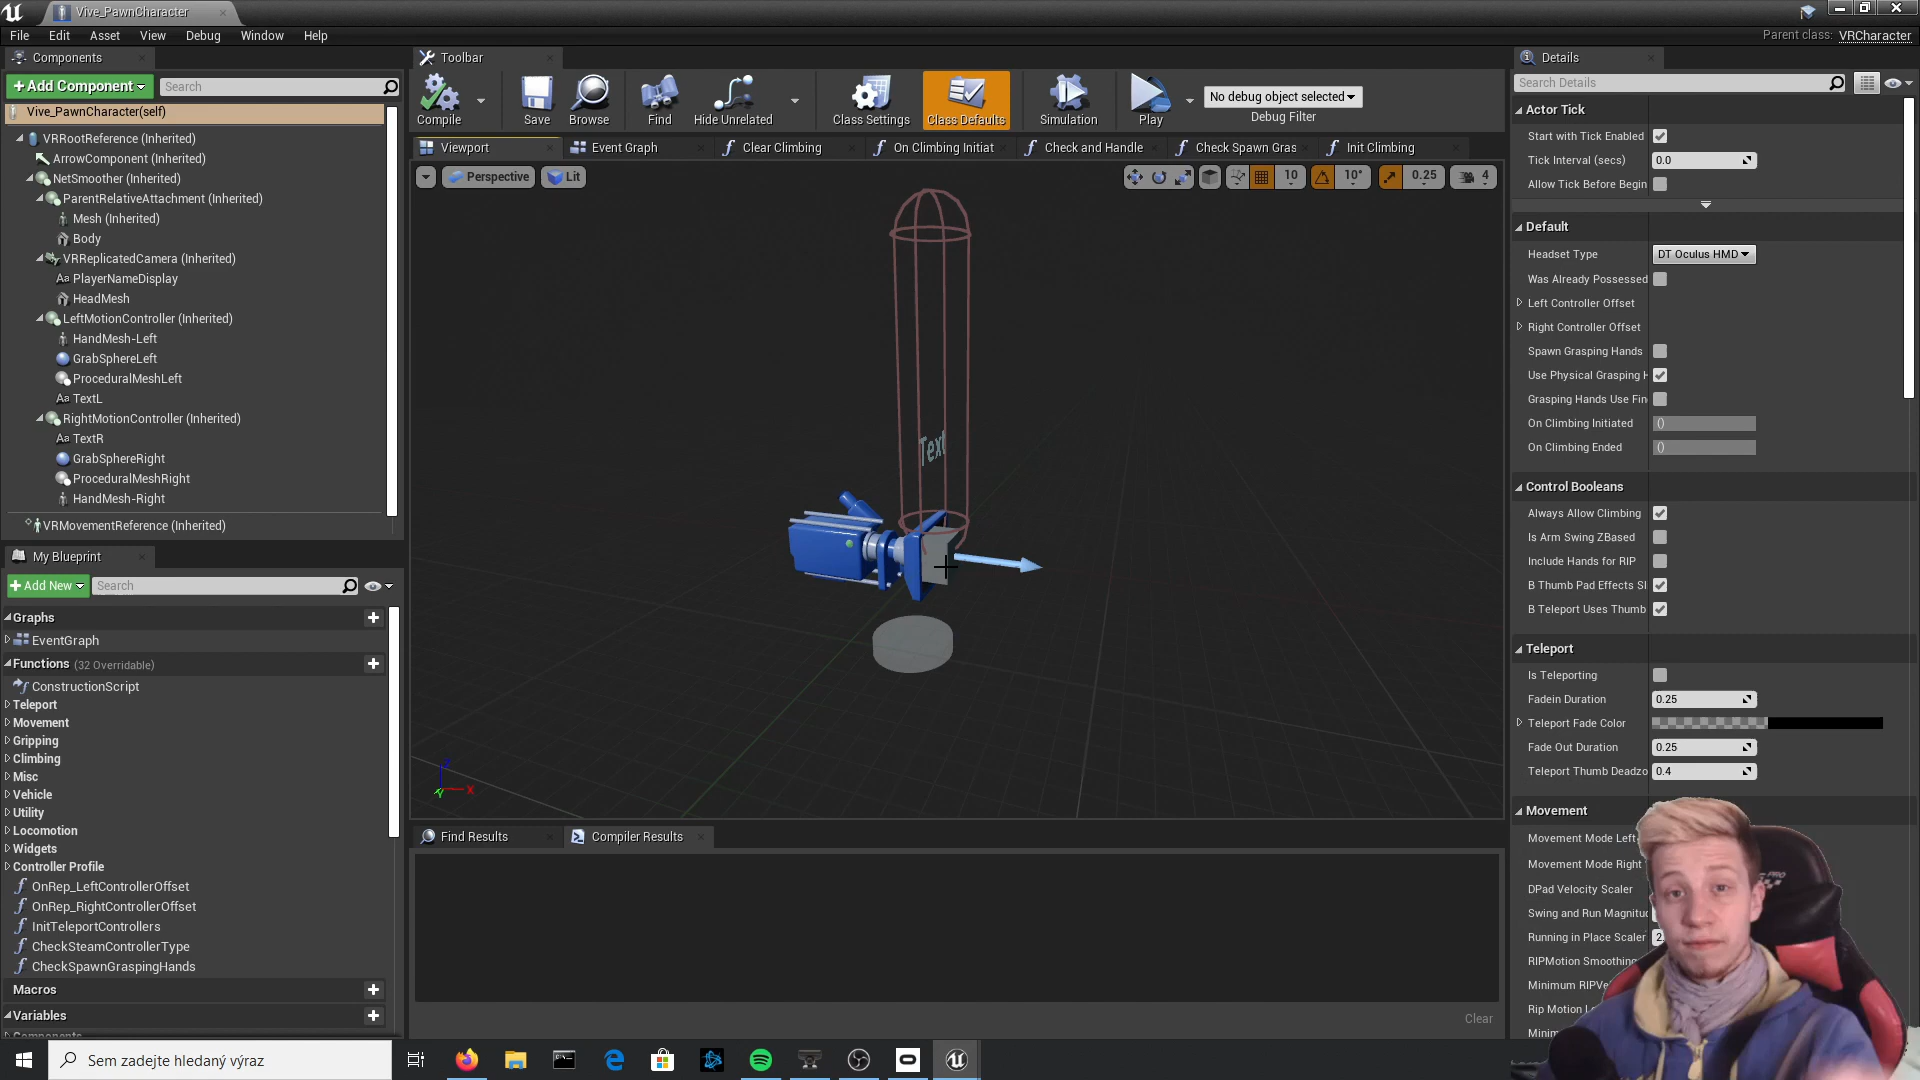 Vive_PawnCharacter
File Edit Asset View Debug Window Help
Parent class: VRCharacter
Components
+Add Component
Search
Vive_PawnCharacter(self)
VRRootReference (Inherited)
ArrowComponent (Inherited)
NetSmoother (Inherited)
ParentRelativeAttachment (Inherited)
Mesh (Inherited)
Body
VRReplicatedCamera (Inherited)
PlayerNameDisplay
HeadMesh
LeftMotionController (Inherited)
HandMesh-Left
GrabSphereLeft
ProceduralMeshLeft
TextL
RightMotionController (Inherited)
TextR
GrabSphereRight
ProceduralMeshRight
HandMesh-Right
VRMovementReference (Inherited)
My Blueprint
+Add New
Search
Graphs
EventGraph
Functions (32 Overridable)
ConstructionScript
Teleport
Movement
Gripping
Climbing
Misc
Vehicle
Utility
Locomotion
Widgets
Controller Profile
OnRep_LeftControllerOffset
OnRep_RightControllerOffset
InitTeleportControllers
CheckSteamControllerType
CheckSpawnGraspingHands
Macros
Variables
Toolbar
Compile Save Browse Find Hide Unrelated Class Settings Class Defaults Simulation Play
No debug object selected
Debug Filter
Viewport Event Graph Clear Climbing On Climbing Initiat Check and Handle Check Spawn Gras Init Climbing
Perspective Lit
10 10° 0.25 4
Text
X
Y
Find Results Compiler Results
Clear
Details
Search Details
Actor Tick
Start with Tick Enabled
Tick Interval (secs) 0.0
Allow Tick Before Begin
Default
Headset Type DT Oculus HMD
Was Already Possessed
Left Controller Offset
Right Controller Offset
Spawn Grasping Hands
Use Physical Grasping H
Grasping Hands Use Fin
On Climbing Initiated ()
On Climbing Ended ()
Control Booleans
Always Allow Climbing
Is Arm Swing ZBased
Include Hands for RIP
B Thumb Pad Effects Sl
B Teleport Uses Thumb
Teleport
Is Teleporting
Fadein Duration 0.25
Teleport Fade Color
Fade Out Duration 0.25
Teleport Thumb Deadzo 0.4
Movement
Movement Mode Left
Movement Mode Right
DPad Velocity Scaler
Swing and Run Magnitud
Running in Place Scaler 2.
RIPMotion Smoothing
Minimum RIPVe
Rip Motion Lo
Minim
Sem zadejte hledaný výraz